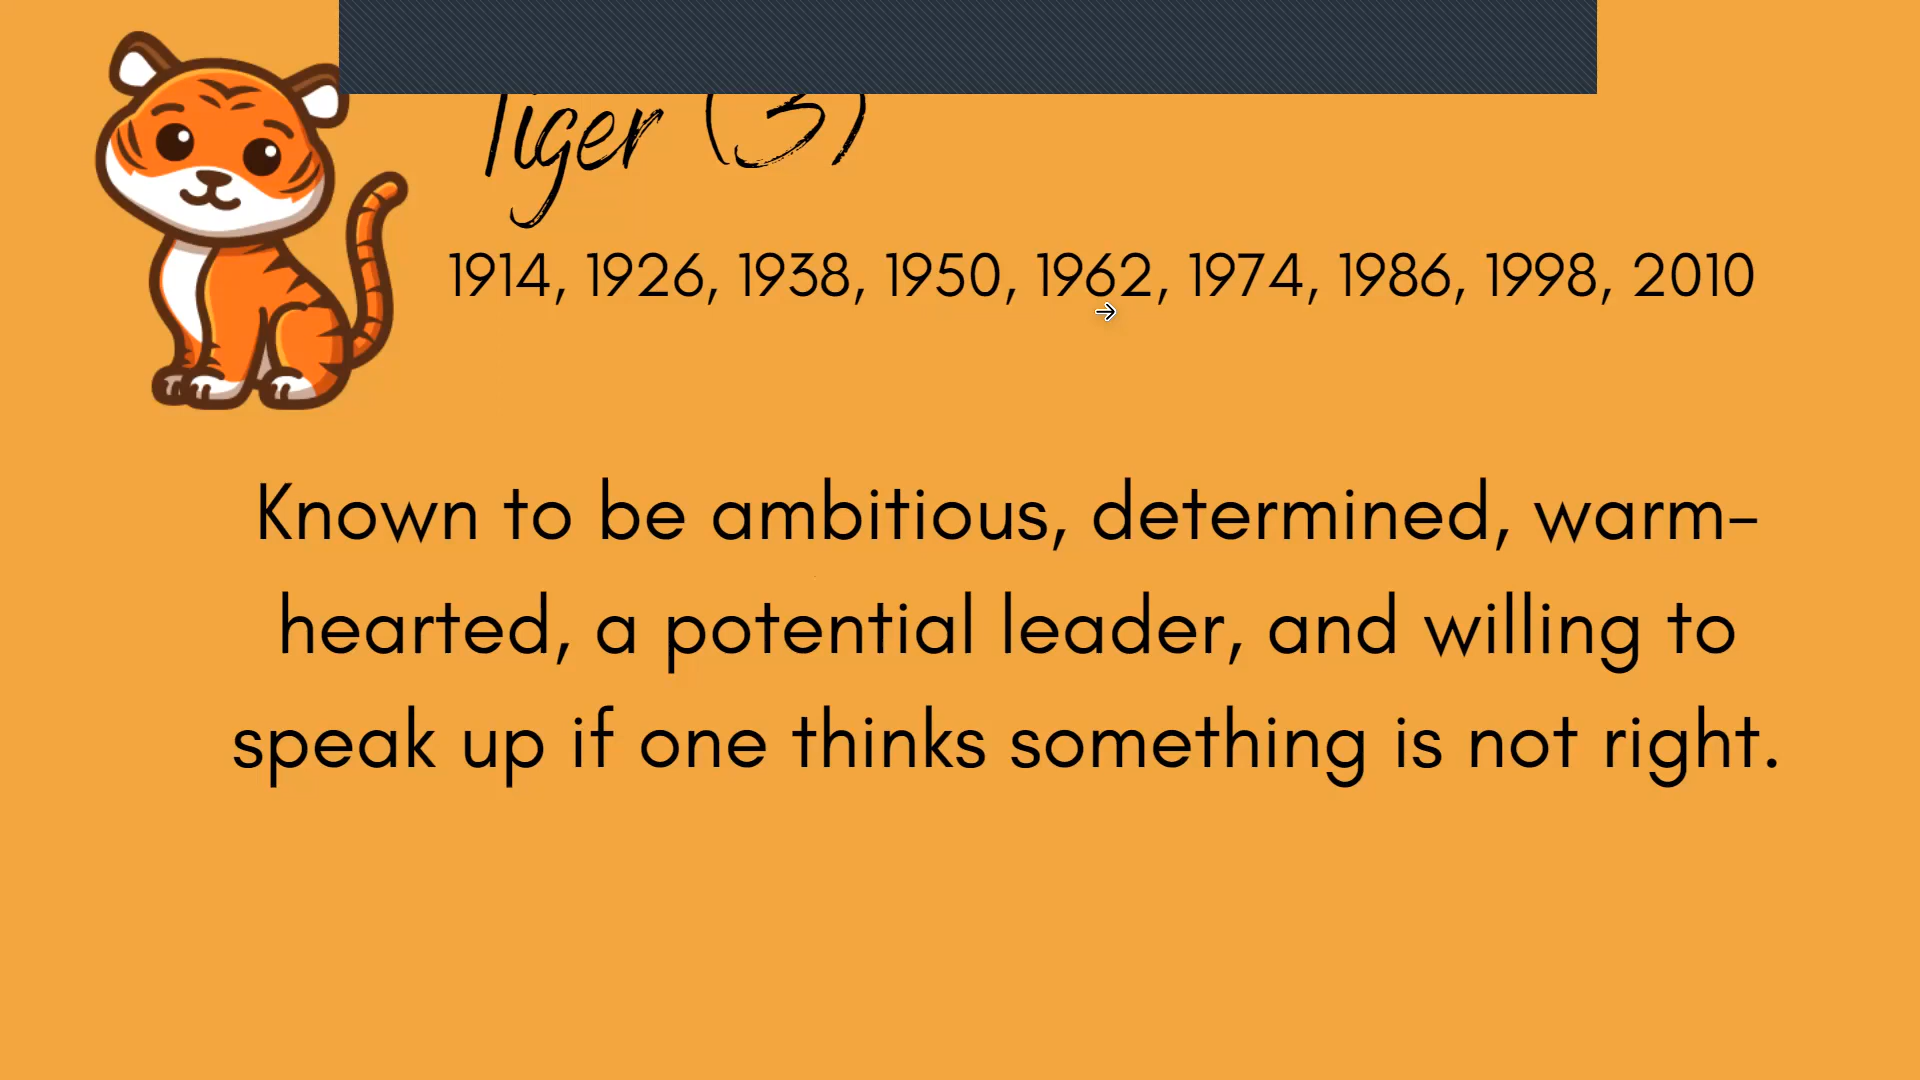 Tiger (3)
1914, 1926, 1938, 1950, 1962, 1974, 1986, 1998, 2010
Known to be ambitious, determined, warm-
hearted, a potential leader, and willing to
speak up if one thinks something is not right.